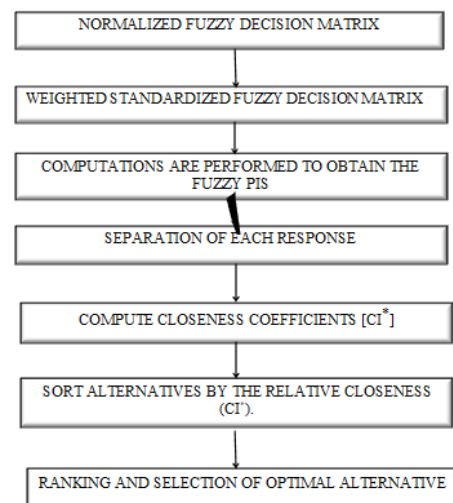 NORMALIZED FUZZY DECISION MATRIX
WEIGHTED STANDARDIZED FUZZY DECISION MATRIX
COMPUTATIONS ARE PERFORMED TO OBTAIN THE
FUZZY PIS
SEPARATION OF EACH RESPONSE
COMPUTE CLOSENESS COEFFICIENTS [CI*]
SORT ALTERNATIVES BY THE RELATIVE CLOSENESS
(CI*).
RANKING AND SELECTION OF OPTIMAL ALTERNATIVE